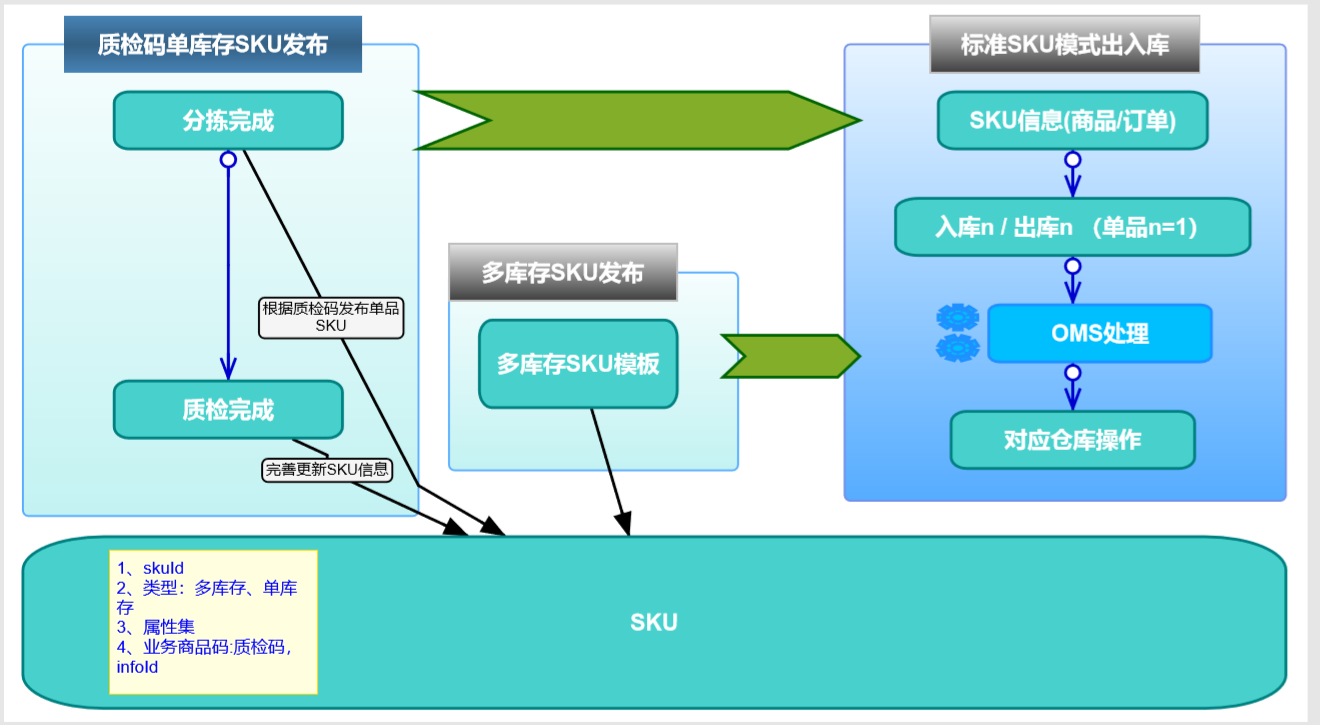 质检码单库存SKU发布
标准SKU模式出入库
分拣完成
SKU信息(商品/订单)
入库n / 出库n （单品n=1）
多库存SKU发布
根据质检码发布单品
SKU
OMS处理
多库存SKU模板
质检完成
对应仓库操作
完善更新SKU信息
1、skuId
2、类型：多库存、单库
存
3、属性集
4、业务商品码:质检码，
infoId
SKU